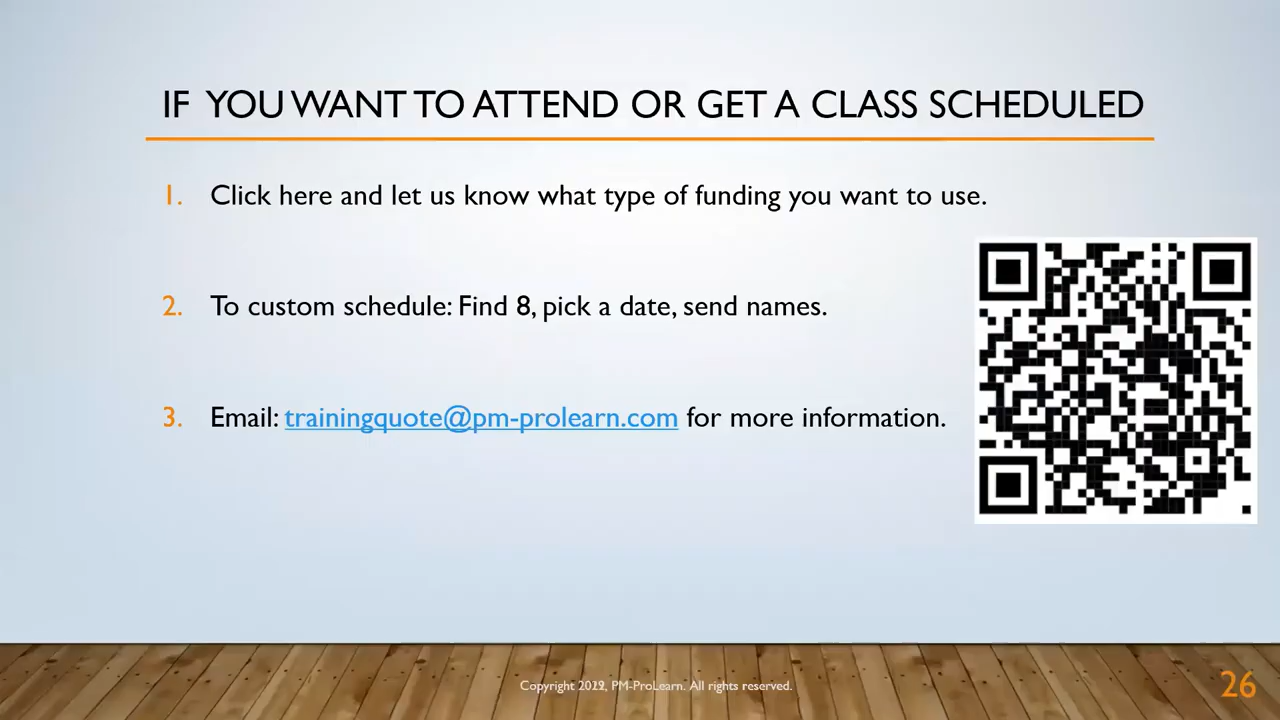 IF YOU WANT TO ATTEND OR GET A CLASS SCHEDULED
1. Click here and let us know what type of funding you want to use.
2. To custom schedule: Find 8, pick a date, send names.
3. Email: trainingquote@pm-prolearn.com for more information.
Copyright PM-ProLearn. All rights reserved.
26